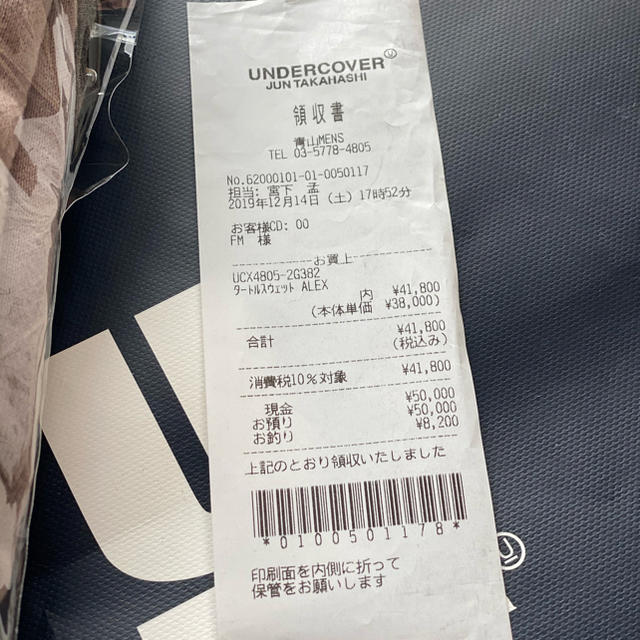 UNDERCOVER
JUN TAKAHASHI
領収書
青山MENS
TEL 03-5778-4805
No.62000101-01-0050117
担当: 宮下 孟
2019年12月14日 (土) 17時52分
お客様CD: 00
FM 様
お買上
UCX4805-2G382
タートルスウェット ALEX
内 ¥41,800
(本体単価 ¥38,000)
合計 ¥41,800
(税込み)
消費税10%対象 ¥41,800
現金 ¥50,000
お預り ¥50,000
お釣り ¥8,200
上記のとおり領収いたしました
*01005011​78*
印刷面を内側に折って
保管をお願いします